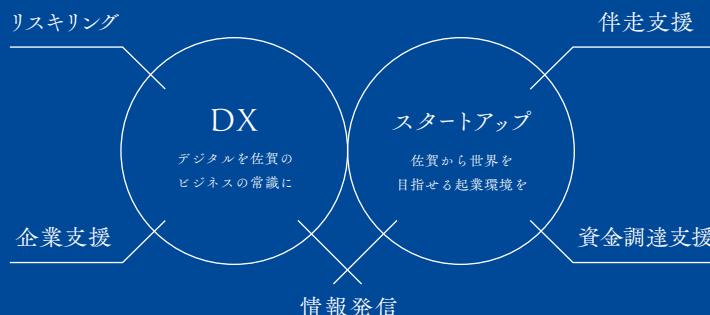 リスキリング
伴走支援
DX
デジタルを佐賀の
ビジネスの常識に
スタートアップ
佐賀から世界を
目指せる起業環境を
企業支援
資金調達支援
情報発信